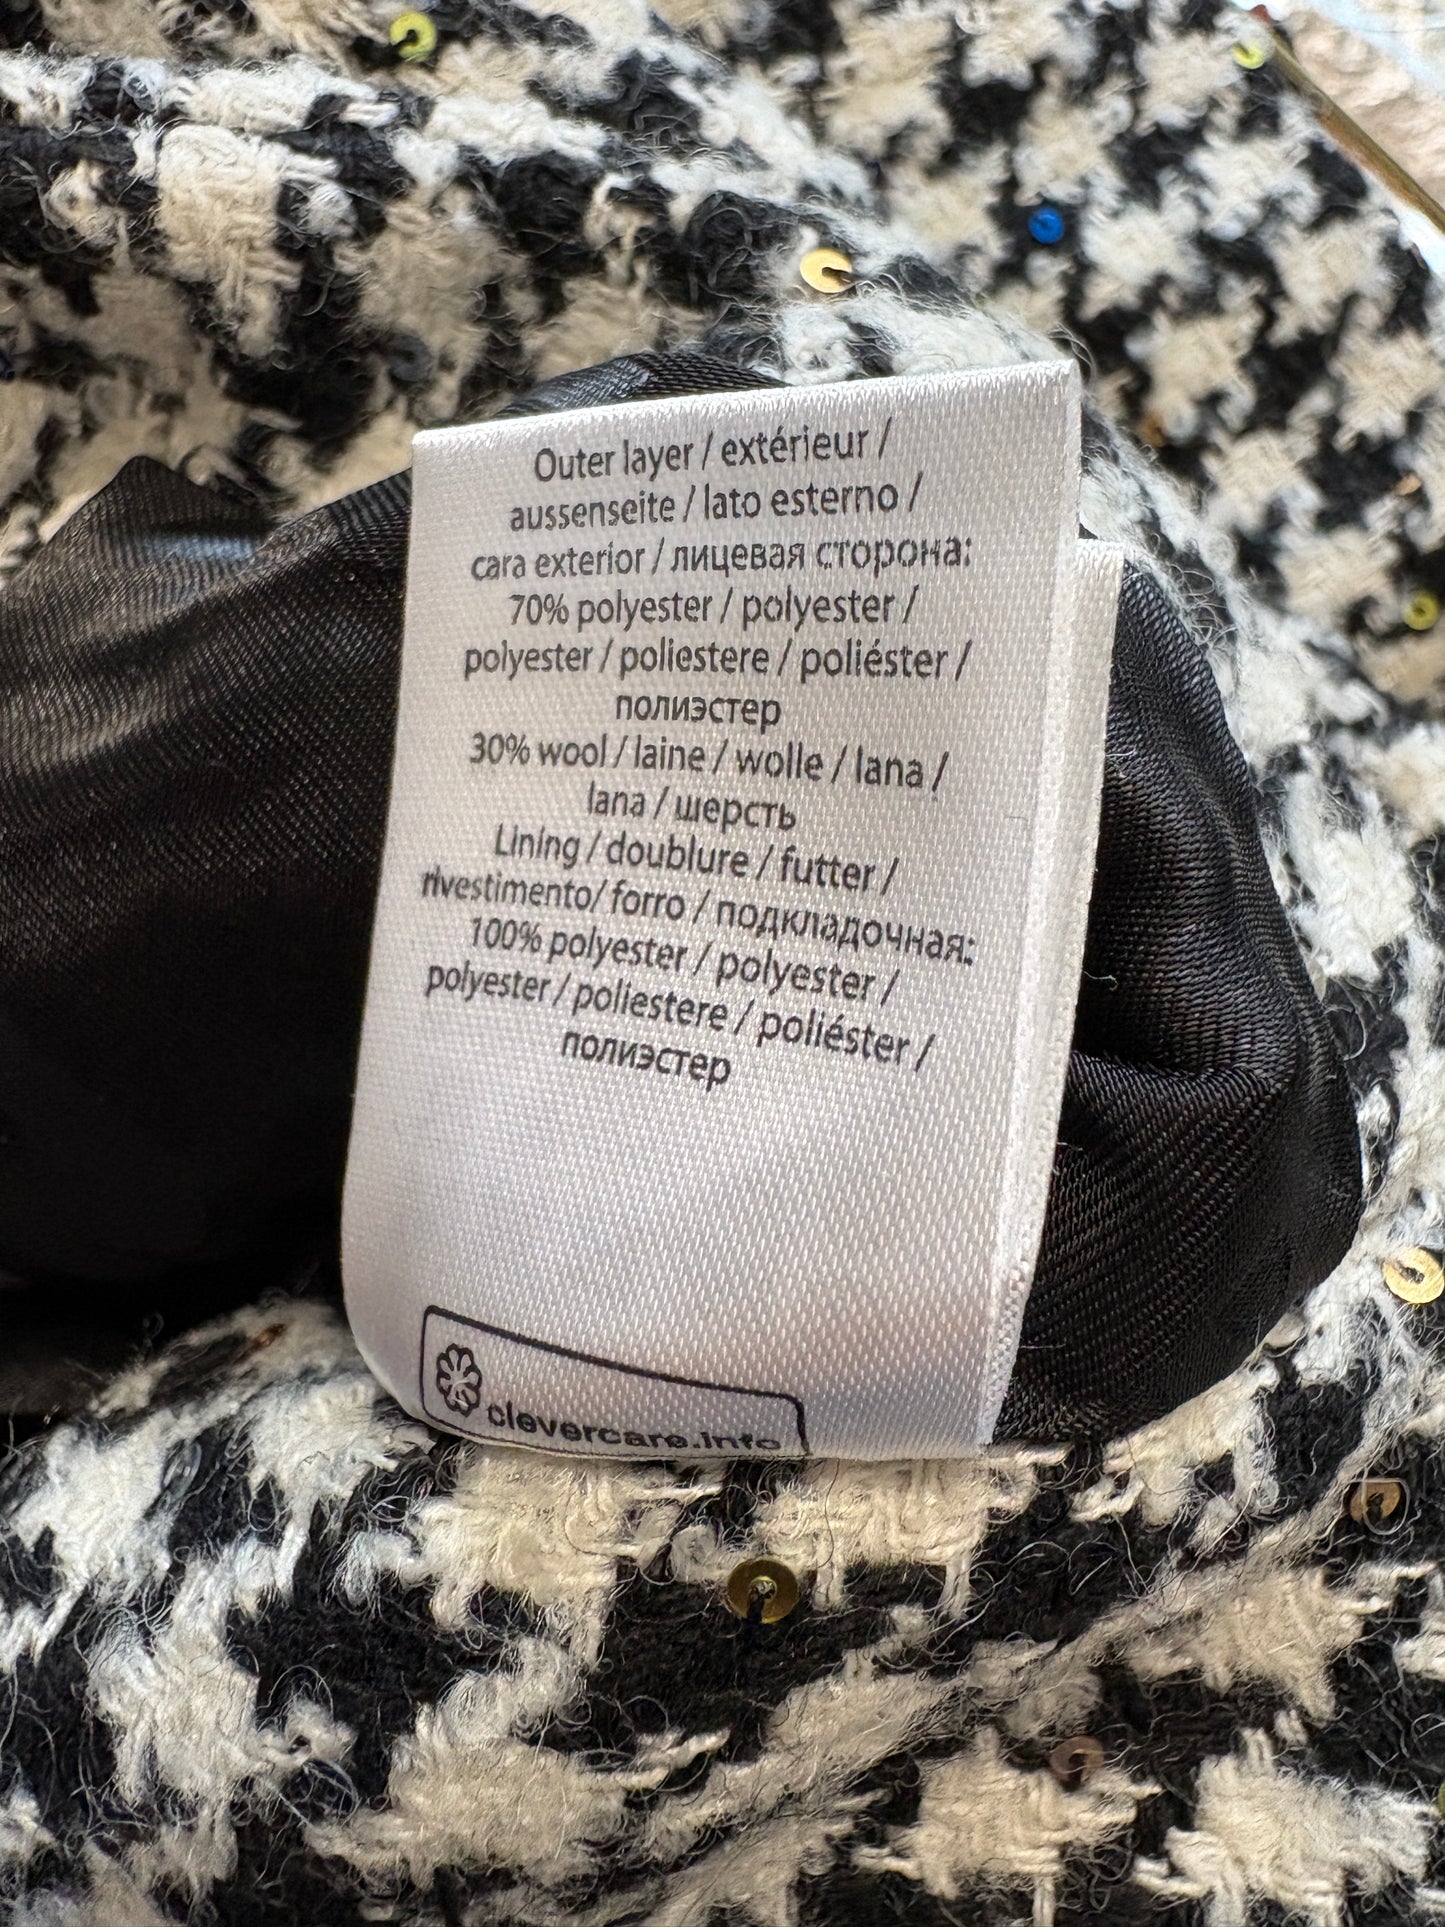 Outer layer / extérieur /
aussenseite / lato esterno /
cara exterior / лицевая сторона:
70% polyester / polyester /
polyester / poliestere / poliéster /
полиэстер
30% wool / laine / wolle / lana /
lana / шерсть
Lining / doublure / futter /
rivestimento/ forro / подкладочная:
100% polyester / polyester /
polyester / poliestere / poliéster /
полиэстер
clevercare.info